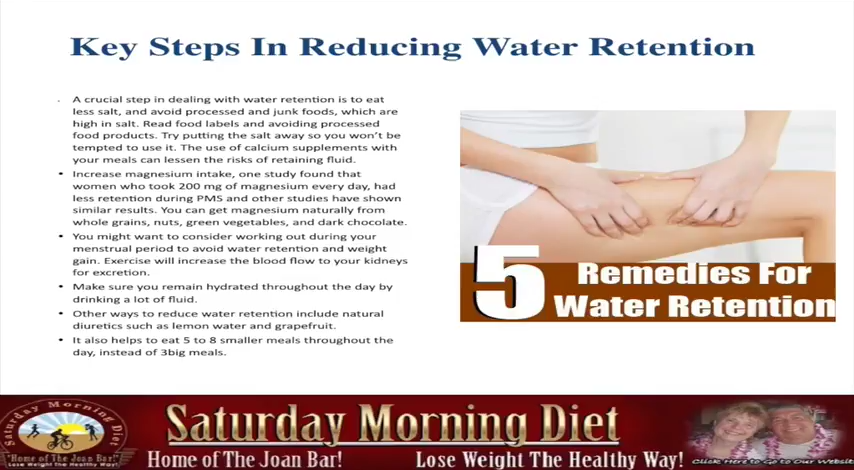 Key Steps In Reducing Water Retention
A crucial step in dealing with water retention is to eat
less salt, and avoid processed and junk foods, which are
high in salt. Read food labels and avoiding processed
food products. Try putting the salt away so you won't be
tempted to use it. The use of calcium supplements with
your meals can lessen the risks of retaining fluid.
• Increase magnesium intake, one study found that
women who took 200 mg of magnesium every day, had
less retention during PMS and other studies have shown
similar results. You can get magnesium naturally from
whole grains, nuts, green vegetables, and dark chocolate.
• You might want to consider working out during your
menstrual period to avoid water retention and weight
gain. Exercise will increase the blood flow to your kidneys
for excretion.
• Make sure you remain hydrated throughout the day by
drinking a lot of fluid.
• Other ways to reduce water retention include natural
diuretics such as lemon water and grapefruit.
• It also helps to eat 5 to 8 smaller meals throughout the
day, instead of 3big meals.
5 Remedies For
Water Retention
Saturday Morning Diet
"Home of The Joan Bar!"
Lose Weight The Healthy Way!
Saturday Morning Diet
Home of The Joan Bar!
Lose Weight The Healthy Way!
Click Here to Go to Our Website